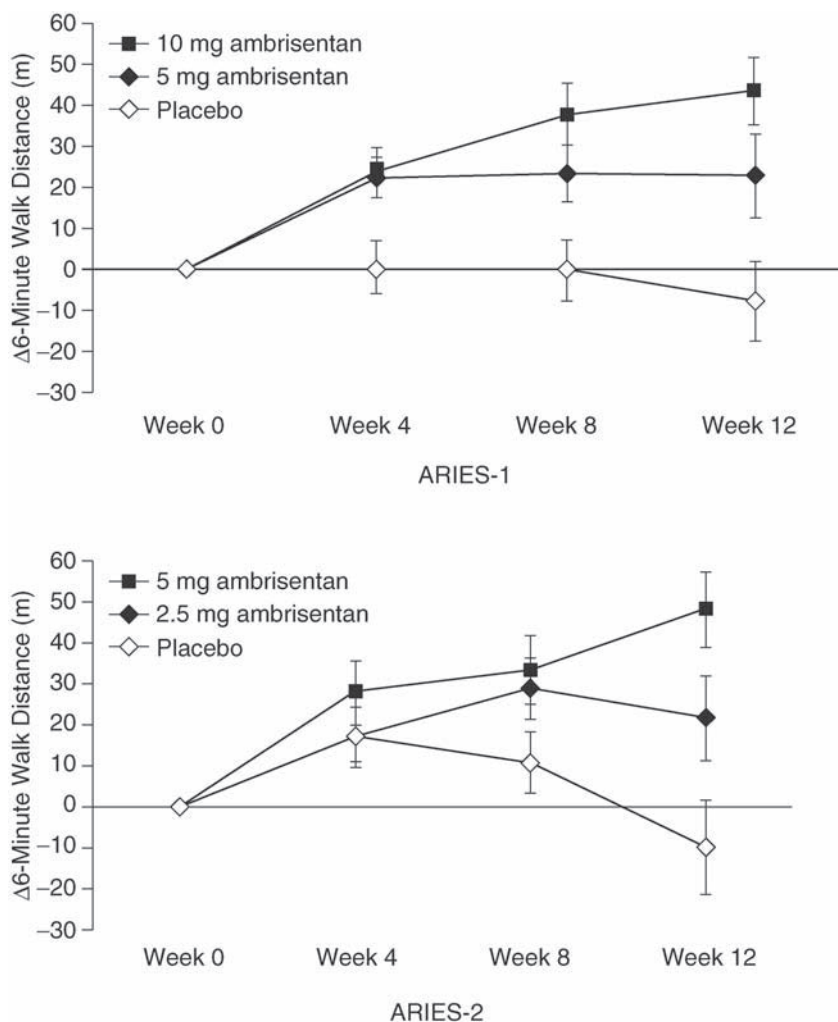 60
50
40
30
20
10
0
−10
−20
−30
Δ6-Minute Walk Distance (m)
10 mg ambrisentan
5 mg ambrisentan
Placebo
Week 0 Week 4 Week 8 Week 12
ARIES-1
60
50
40
30
20
10
0
−10
−20
−30
Δ6-Minute Walk Distance (m)
5 mg ambrisentan
2.5 mg ambrisentan
Placebo
Week 0 Week 4 Week 8 Week 12
ARIES-2